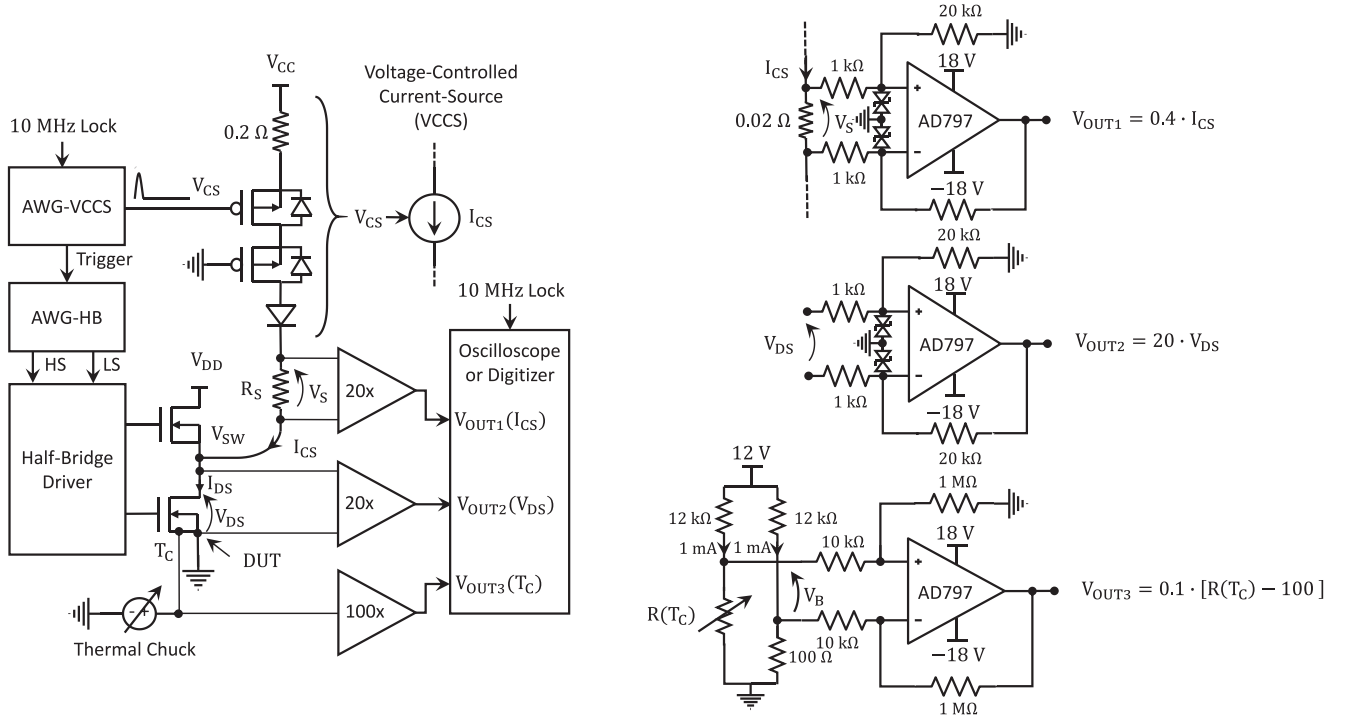 V_CC
Voltage-Controlled
Current-Source
(VCCS)
0.2 Ω
10 MHz Lock
AWG-VCCS
V_CS
V_CS
I_CS
Trigger
AWG-HB
HS
LS
10 MHz Lock
Oscilloscope
or Digitizer
V_DD
R_S
V_S
20x
V_OUT1(I_CS)
V_SW
I_CS
Half-Bridge
Driver
I_DS
V_DS
20x
V_OUT2(V_DS)
T_C
DUT
100x
V_OUT3(T_C)
- +
Thermal Chuck
20 kΩ
18 V
I_CS
1 kΩ
0.02 Ω
V_S
+
AD797
-
V_OUT1 = 0.4 · I_CS
1 kΩ
−18 V
20 kΩ
20 kΩ
18 V
1 kΩ
V_DS
+
AD797
-
V_OUT2 = 20 · V_DS
1 kΩ
−18 V
20 kΩ
12 V
1 MΩ
12 kΩ
12 kΩ
18 V
1 mA
1 mA
10 kΩ
V_B
+
AD797
-
V_OUT3 = 0.1 · [R(T_C) − 100 ]
R(T_C)
10 kΩ
100 Ω
−18 V
1 MΩ